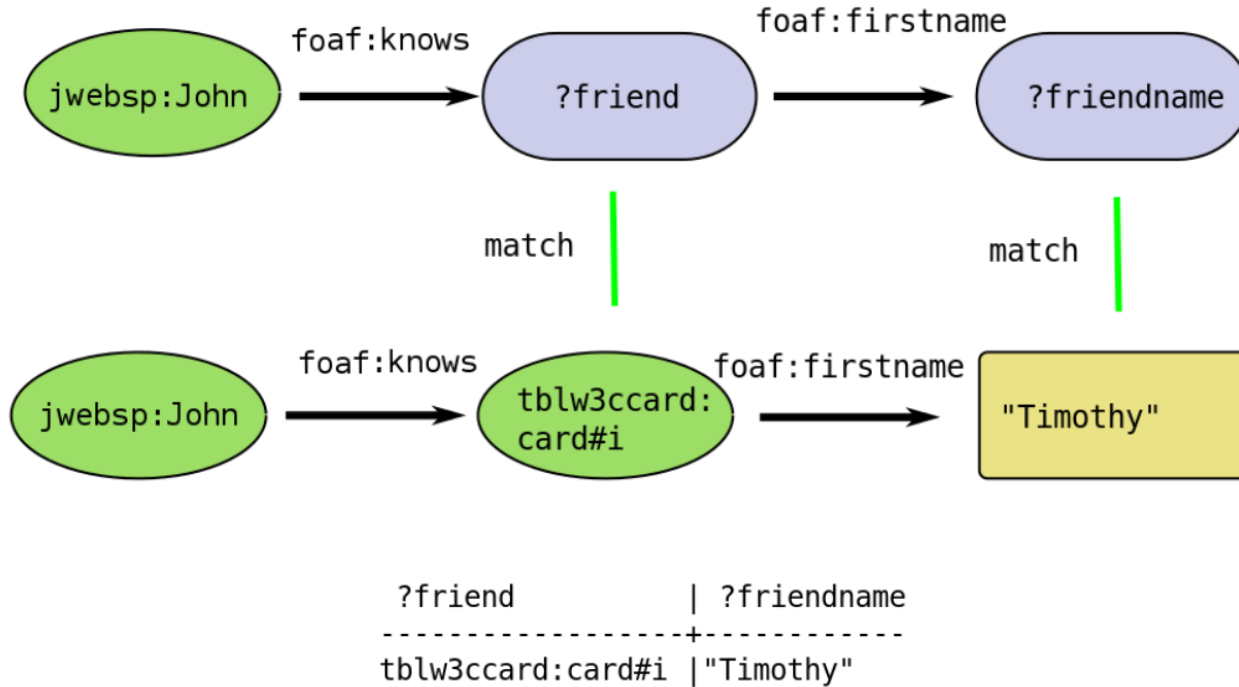 foaf:knows
foaf:firstname
jwebsp:John
?friend
?friendname
match
match
foaf:knows
foaf:firstname
jwebsp:John
tblw3ccard:
card#i
"Timothy"
?friend | ?friendname
------------------+------------
tblw3ccard:card#i |"Timothy"